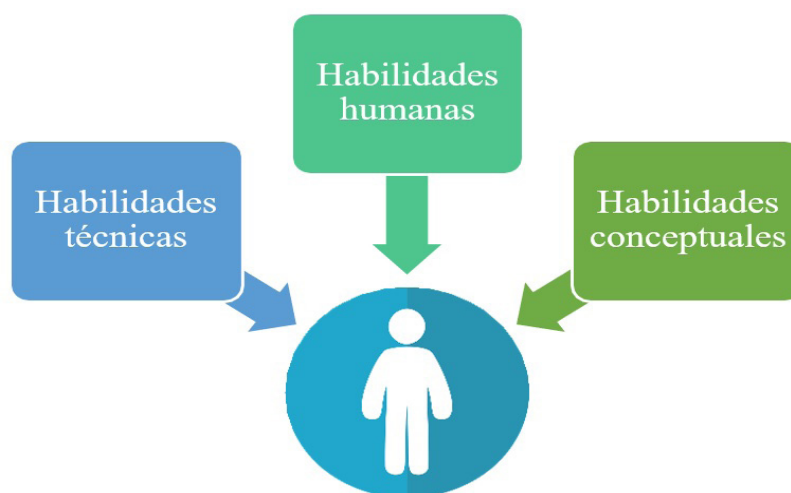 Habilidades
humanas
Habilidades
técnicas
Habilidades
conceptuales